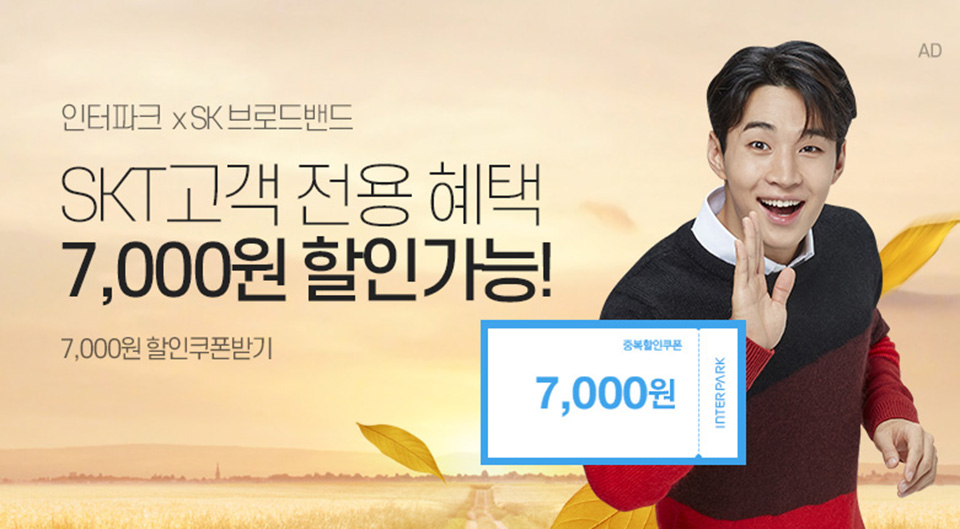 AD
인터파크 x SK 브로드밴드
SKT고객 전용 혜택
7,000원 할인가능!
7,000원 할인쿠폰받기
중복할인쿠폰
7,000원
INTERPARK